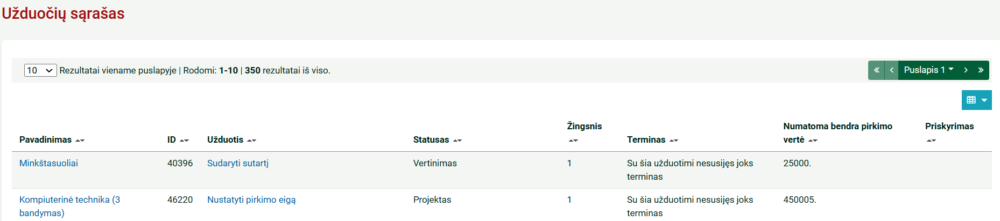 Užduočių sąrašas
10 Rezultatai viename puslapyje | Rodomi: 1-10 | 350 rezultatai iš viso.
« ‹ Puslapis 1 › »
Pavadinimas ID Užduotis Statusas Žingsnis Terminas Numatoma bendra pirkimo vertė Priskyrimas
Minkštasuoliai 40396 Sudaryti sutartį Vertinimas 1 Su šia užduotimi nesusijęs joks terminas 25000.
Kompiuterinė technika (3 bandymas) 46220 Nustatyti pirkimo eigą Projektas 1 Su šia užduotimi nesusijęs joks terminas 450005.